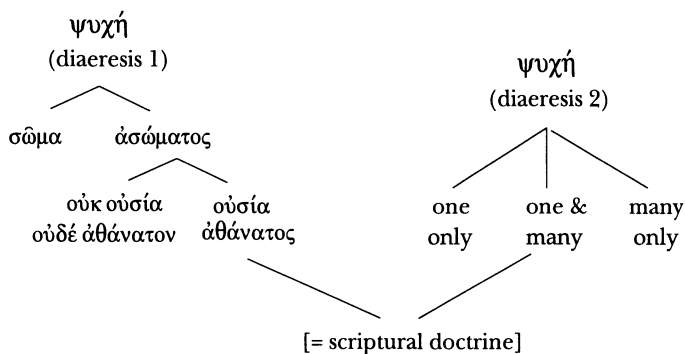 ψυχή
(diaeresis 1)
σῶμα ἀσώματος
οὐκ οὐσία οὐσία
οὐδέ ἀθάνατον ἀθάνατος
ψυχή
(diaeresis 2)
one one & many
only many only
[= scriptural doctrine]